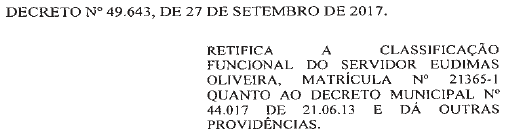 DECRETO Nº 49.643, DE 27 DE SETEMBRO DE 2017.
RETIFICA A CLASSIFICAÇÃO
FUNCIONAL DO SERVIDOR EUDIMAS
OLIVEIRA, MATRÍCULA Nº 21365-1
QUANTO AO DECRETO MUNICIPAL Nº
44.017 DE 21.06.13 E DÁ OUTRAS
PROVIDÊNCIAS.